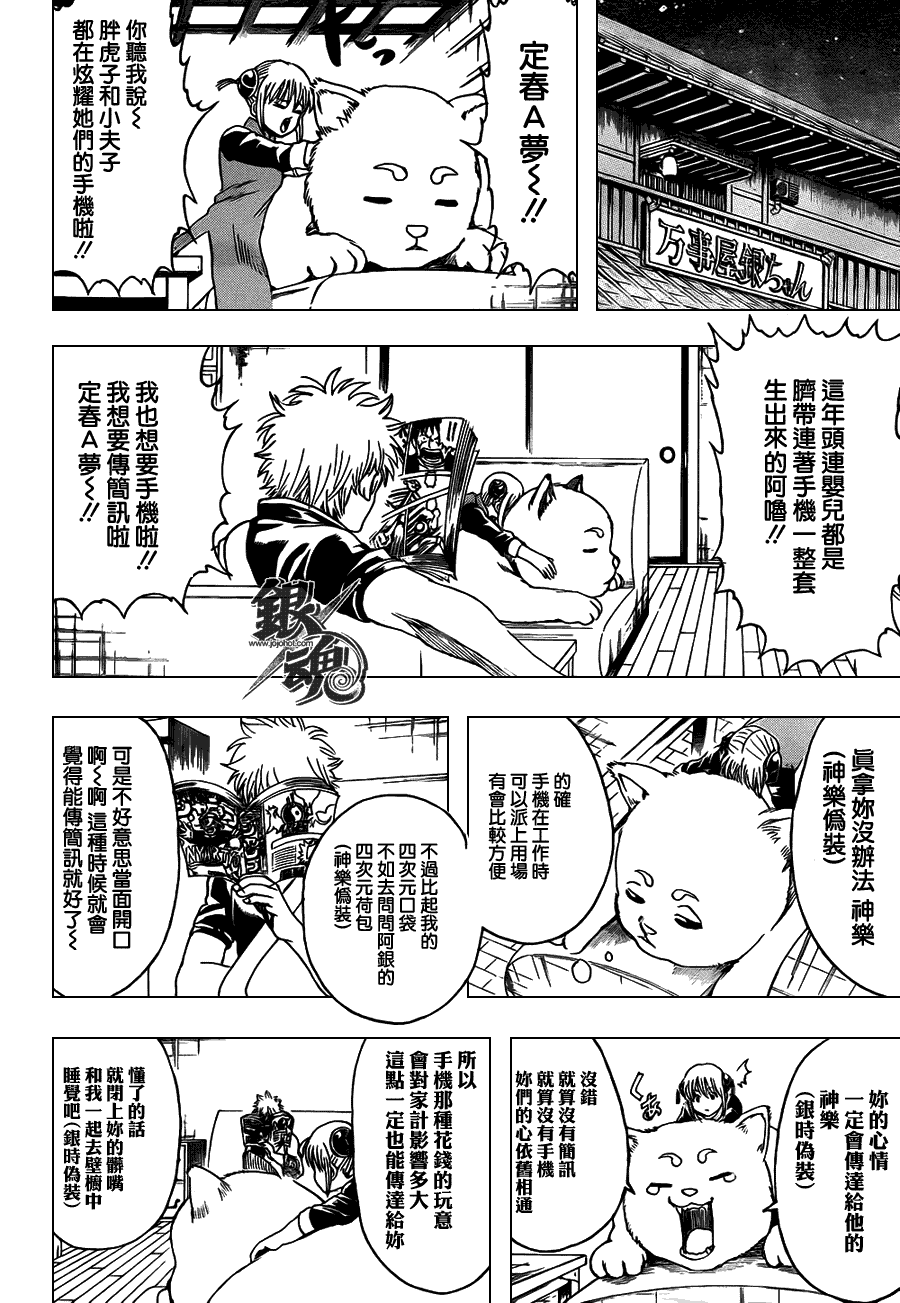 万事屋銀ちゃん
定春A夢～!!
你聽我說～
胖虎子和小夫子
都在炫耀她們的手機啦!!
這年頭連嬰兒都是
臍帶連著手機一整套
生出來的阿嚕!!
我也想要手機啦!!
我想要傳簡訊啦
定春A夢～!!
銀魂
www.jojohot.com
眞拿妳沒辦法 神樂
(神樂偽裝)
的確
手機在工作時
可以派上用場
有會比較方便
不過比起我的
四次元口袋
不如去問問阿銀的
四次元荷包
(神樂偽裝)
可是不好意思當面開口
啊～啊 這種時候就會
覺得能傳簡訊就好了～
妳的心情
一定會傳達給他的
神樂
(銀時偽裝)
沒錯
就算沒有簡訊
就算沒有手機
妳們的心依舊相通
所以
手機那種花錢的玩意
會對家計影響多大
這點一定也能傳達給妳
懂了的話
就閉上妳的髒嘴
和我一起去壁櫥中
睡覺吧(銀時偽裝)